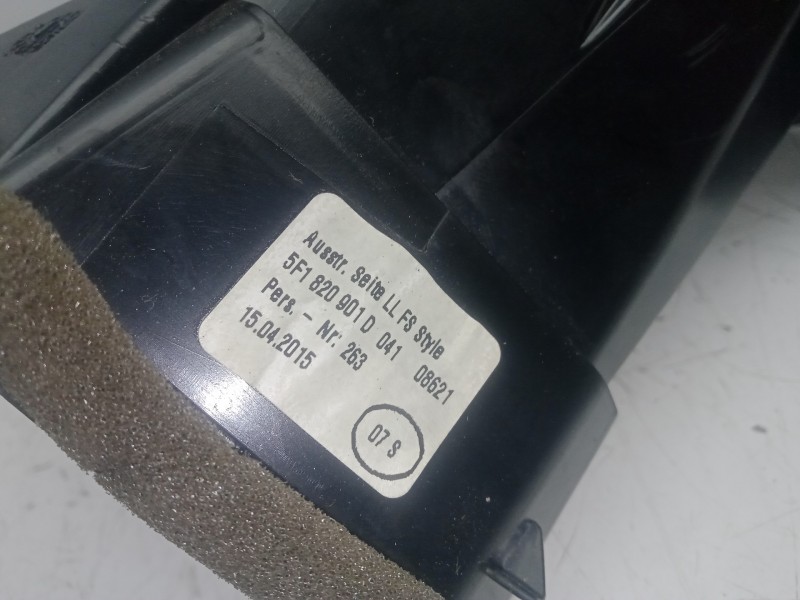 Ausstr. Seite LL FS Style
5F1 820 901 D 041 08621
Pers. - Nr: 263
15.04.2015
07 S